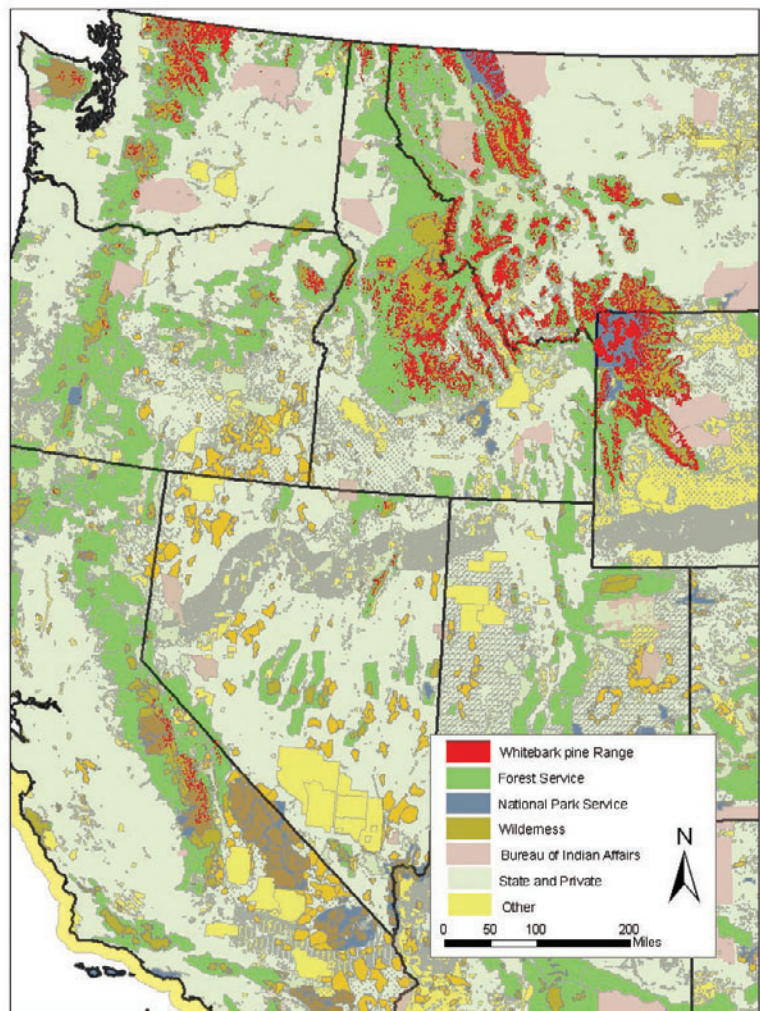 Whitebark pine Range
Forest Service
National Park Service
Wilderness
Bureau of Indian Affairs
State and Private
Other
N
0 50 100 200
Miles